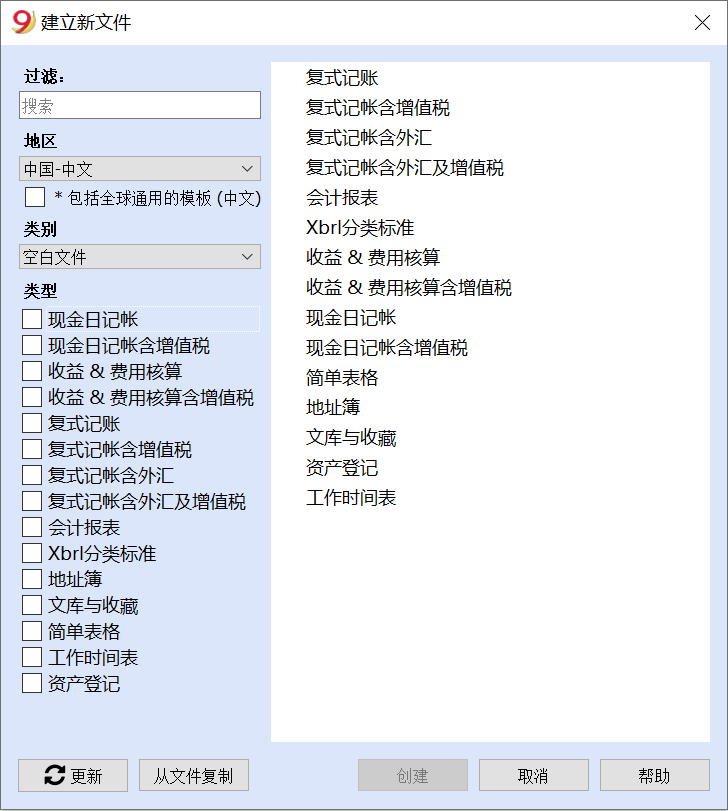 建立新文件
过滤：
搜索
地区
中国-中文
* 包括全球通用的模板 (中文)
类别
空白文件
类型
现金日记帐
现金日记帐含增值税
收益 & 费用核算
收益 & 费用核算含增值税
复式记账
复式记帐含增值税
复式记帐含外汇
复式记帐含外汇及增值税
会计报表
Xbrl分类标准
地址簿
文库与收藏
简单表格
工作时间表
资产登记
复式记账
复式记帐含增值税
复式记帐含外汇
复式记帐含外汇及增值税
会计报表
Xbrl分类标准
收益 & 费用核算
收益 & 费用核算含增值税
现金日记帐
现金日记帐含增值税
简单表格
地址簿
文库与收藏
资产登记
工作时间表
更新
从文件复制
创建
取消
帮助